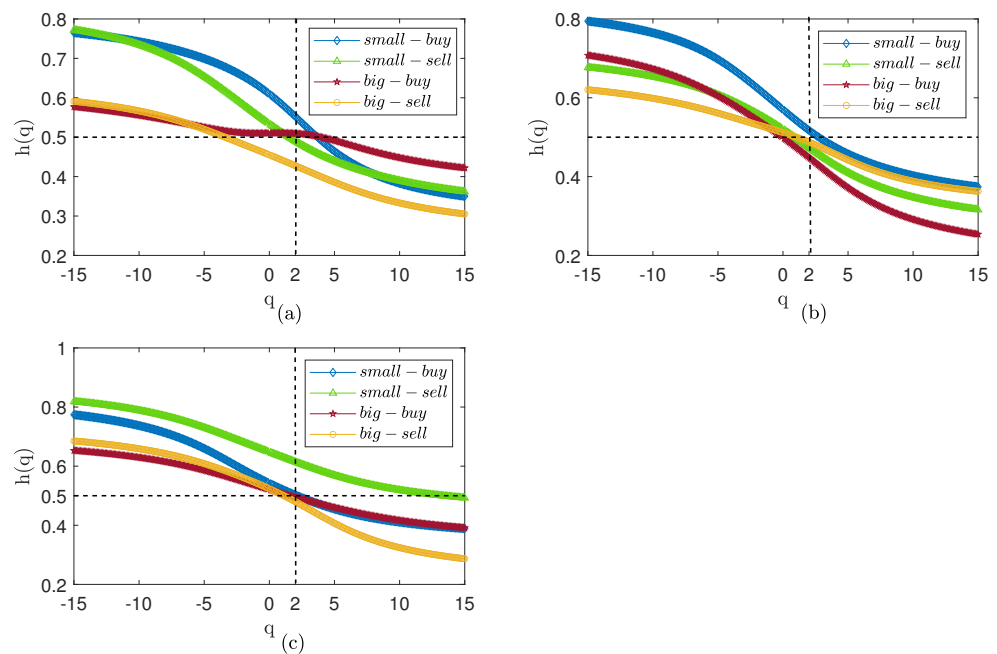 0.8
0.7
0.6
0.5
0.4
0.3
0.2
h(q)
small − buy
small − sell
big − buy
big − sell
-15 -10 -5 0 2 5 10 15
q
(a)
0.8
0.6
0.5
0.4
0.2
h(q)
small − buy
small − sell
big − buy
big − sell
-15 -10 -5 0 2 5 10 15
q
(b)
1
0.8
0.6
0.5
0.4
0.2
h(q)
small − buy
small − sell
big − buy
big − sell
-15 -10 -5 0 2 5 10 15
q
(c)